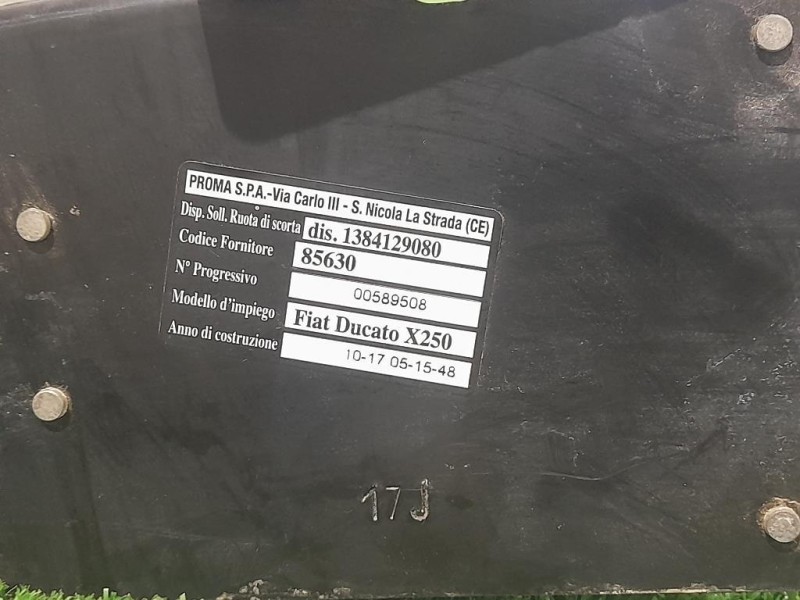 PROMA S.P.A.-Via Carlo III - S. Nicola La Strada (CE)
Disp. Soll. Ruota di scorta dis. 1384129080
Codice Fornitore 85630
N° Progressivo 00589508
Modello d'impiego Fiat Ducato X250
Anno di costruzione 10-17 05-15-48
17J